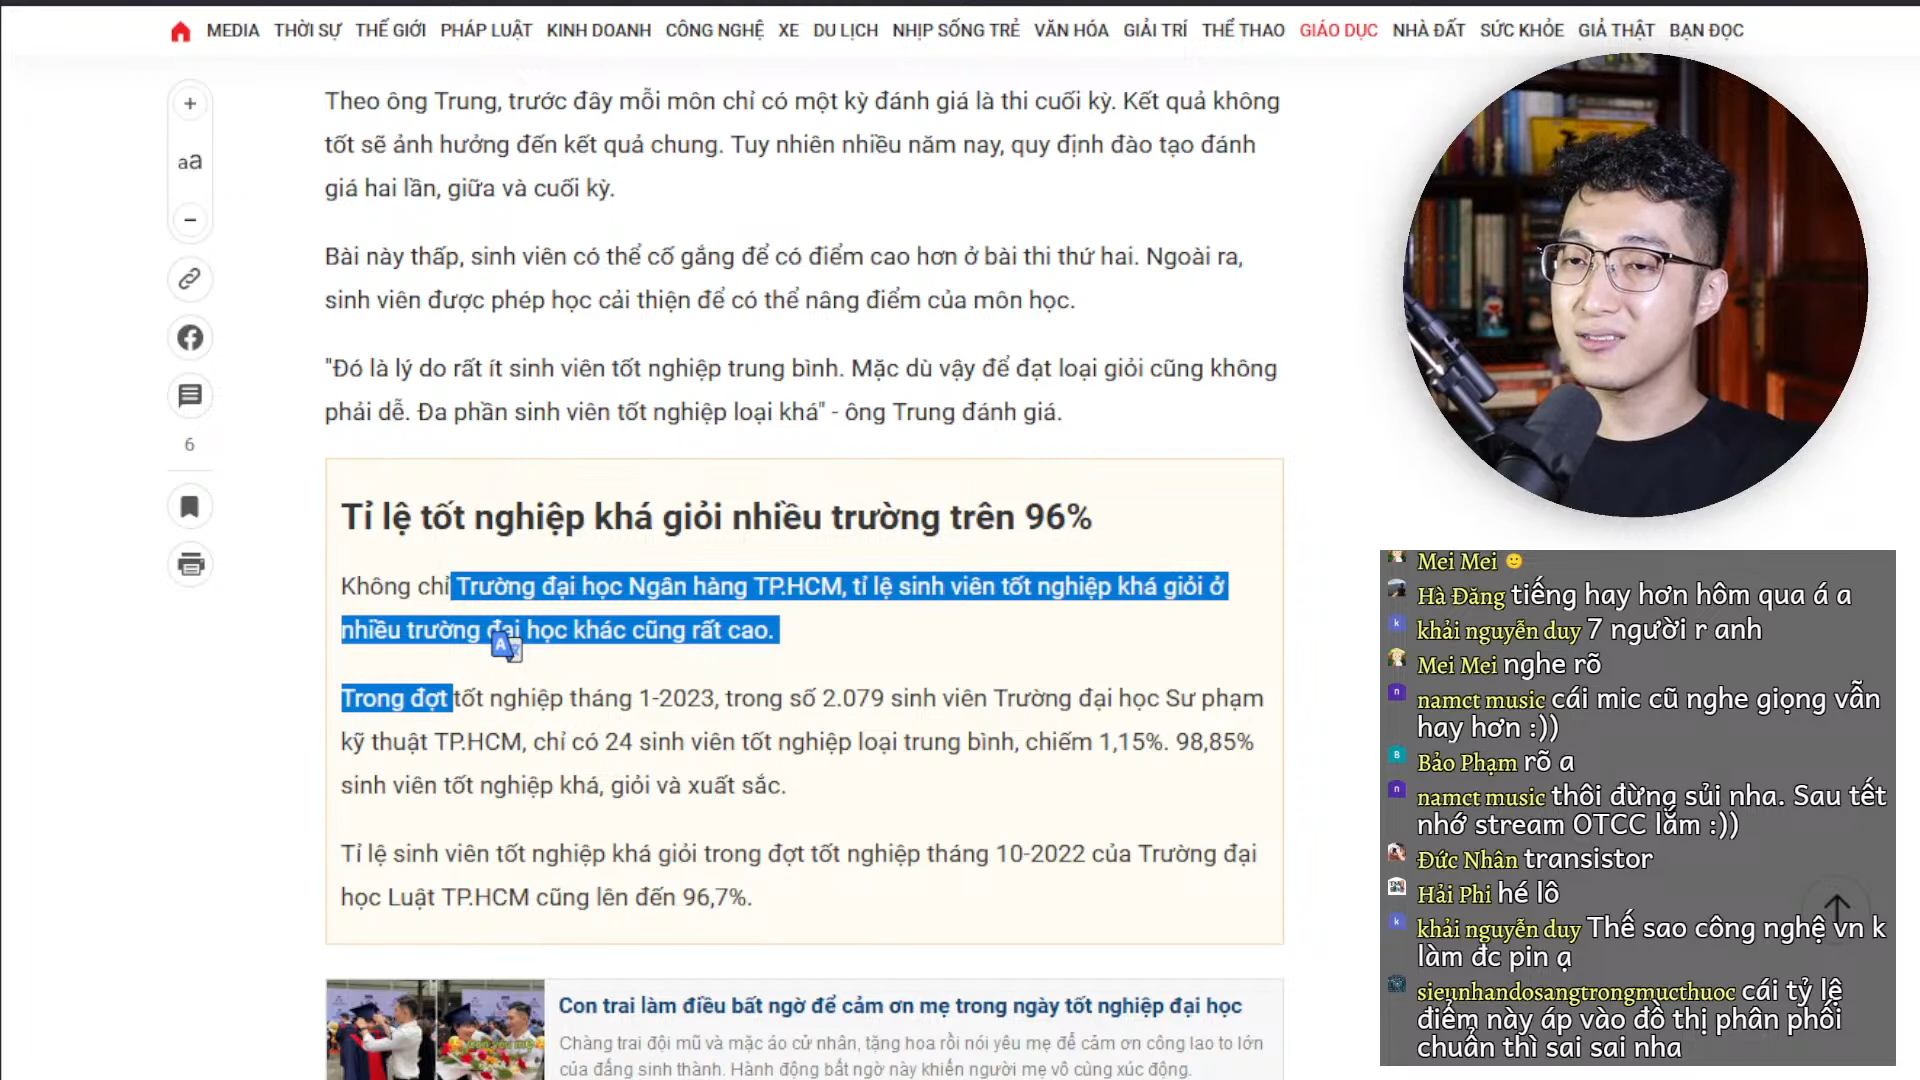 MEDIA THỜI SỰ THẾ GIỚI PHÁP LUẬT KINH DOANH CÔNG NGHỆ XE DU LỊCH NHỊP SỐNG TRẺ VĂN HÓA GIẢI TRÍ THỂ THAO GIÁO DỤC NHÀ ĐẤT SỨC KHỎE GIẢ THẬT BẠN ĐỌC
+
aa
−
6
Theo ông Trung, trước đây mỗi môn chỉ có một kỳ đánh giá là thi cuối kỳ. Kết quả không
tốt sẽ ảnh hưởng đến kết quả chung. Tuy nhiên nhiều năm nay, quy định đào tạo đánh
giá hai lần, giữa và cuối kỳ.
Bài này thấp, sinh viên có thể cố gắng để có điểm cao hơn ở bài thi thứ hai. Ngoài ra,
sinh viên được phép học cải thiện để có thể nâng điểm của môn học.
"Đó là lý do rất ít sinh viên tốt nghiệp trung bình. Mặc dù vậy để đạt loại giỏi cũng không
phải dễ. Đa phần sinh viên tốt nghiệp loại khá" - ông Trung đánh giá.
Tỉ lệ tốt nghiệp khá giỏi nhiều trường trên 96%
Không chỉ Trường đại học Ngân hàng TP.HCM, tỉ lệ sinh viên tốt nghiệp khá giỏi ở
nhiều trường đại học khác cũng rất cao.
Trong đợt tốt nghiệp tháng 1-2023, trong số 2.079 sinh viên Trường đại học Sư phạm
kỹ thuật TP.HCM, chỉ có 24 sinh viên tốt nghiệp loại trung bình, chiếm 1,15%. 98,85%
sinh viên tốt nghiệp khá, giỏi và xuất sắc.
Tỉ lệ sinh viên tốt nghiệp khá giỏi trong đợt tốt nghiệp tháng 10-2022 của Trường đại
học Luật TP.HCM cũng lên đến 96,7%.
Con trai làm điều bất ngờ để cảm ơn mẹ trong ngày tốt nghiệp đại học
Chàng trai đội mũ và mặc áo cử nhân, tặng hoa rồi nói yêu mẹ để cảm ơn công lao to lớn
của đấng sinh thành. Hành động bất ngờ này khiến người mẹ vô cùng xúc động.
Mei Mei 🙂
Hà Đăng tiếng hay hơn hôm qua á a
khải nguyễn duy 7 người r anh
Mei Mei nghe rõ
namct music cái mic cũ nghe giọng vẫn
hay hơn :))
Bảo Phạm rõ a
namct music thôi đừng sủi nha. Sau tết
nhớ stream OTCC lắm :))
Đức Nhân transistor
Hải Phi hé lô
khải nguyễn duy Thế sao công nghệ vn k
làm đc pin ạ
sieunhandosangtrongmucthuoc cái tỷ lệ
điểm này áp vào đồ thị phân phối
chuẩn thì sai sai nha